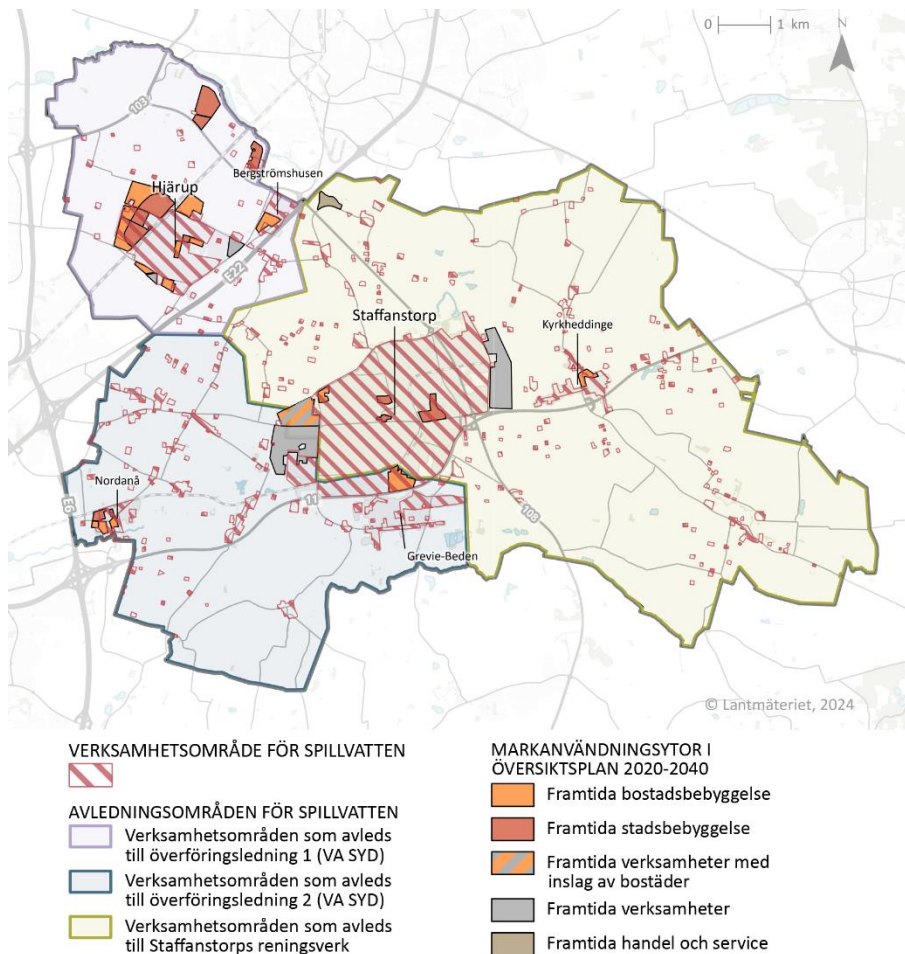 0 1 km
N
103
Bergströmshusen
Hjärup
E22
Staffanstorp
Kyrkheddinge
Nordanå
E6
11
108
Grevie-Beden
© Lantmäteriet, 2024
VERKSAMHETSOMRÅDE FÖR SPILLVATTEN
AVLEDNINGSOMRÅDEN FÖR SPILLVATTEN
Verksamhetsområden som avleds
till överföringsledning 1 (VA SYD)
Verksamhetsområden som avleds
till överföringsledning 2 (VA SYD)
Verksamhetsområden som avleds
till Staffanstorps reningsverk
MARKANVÄNDNINGSYTOR I
ÖVERSIKTSPLAN 2020-2040
Framtida bostadsbebyggelse
Framtida stadsbebyggelse
Framtida verksamheter med
inslag av bostäder
Framtida verksamheter
Framtida handel och service